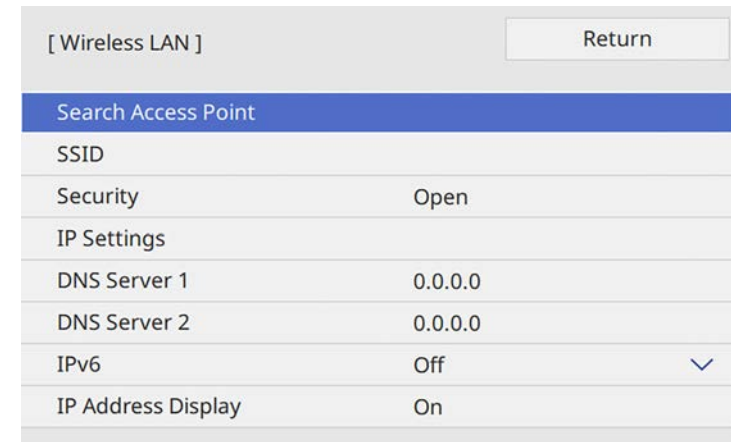 [ Wireless LAN ] Return
Search Access Point
SSID
Security Open
IP Settings
DNS Server 1 0.0.0.0
DNS Server 2 0.0.0.0
IPv6 Off
IP Address Display On